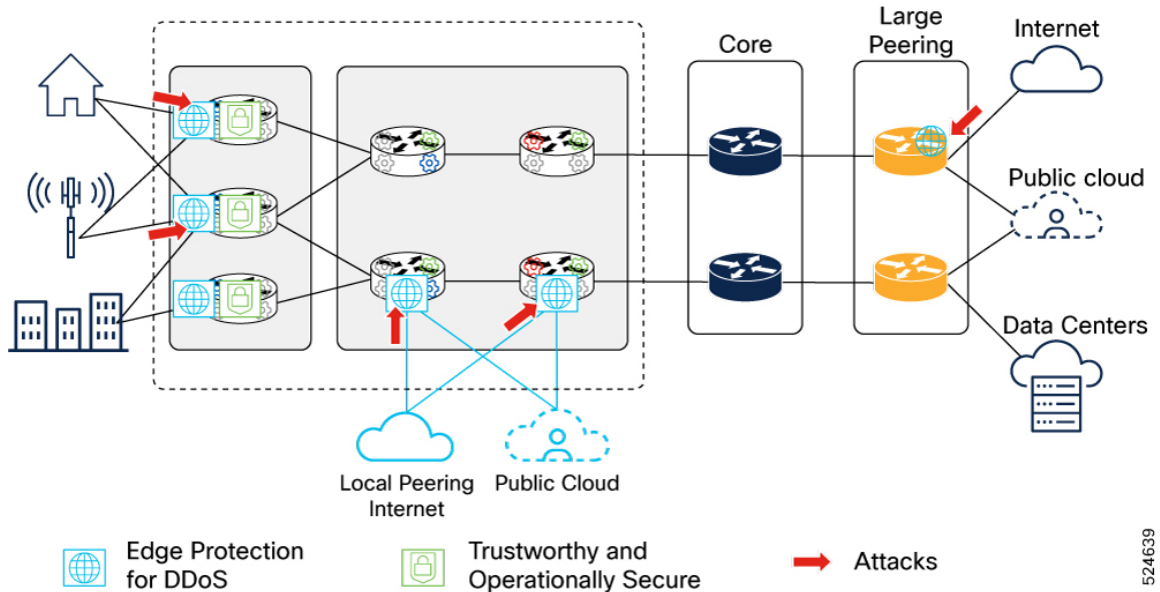 Core
Large
Peering
Internet
Public cloud
Data Centers
Local Peering
Internet
Public Cloud
Edge Protection
for DDoS
Trustworthy and
Operationally Secure
Attacks
524639